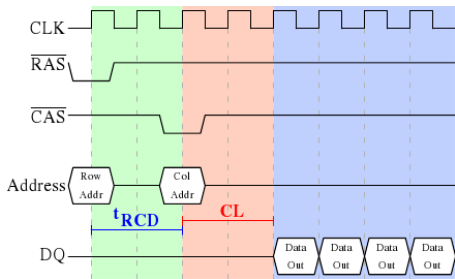 CLK
RAS
CAS
Address
Row
Addr
Col
Addr
tRCD
CL
DQ
Data
Out
Data
Out
Data
Out
Data
Out